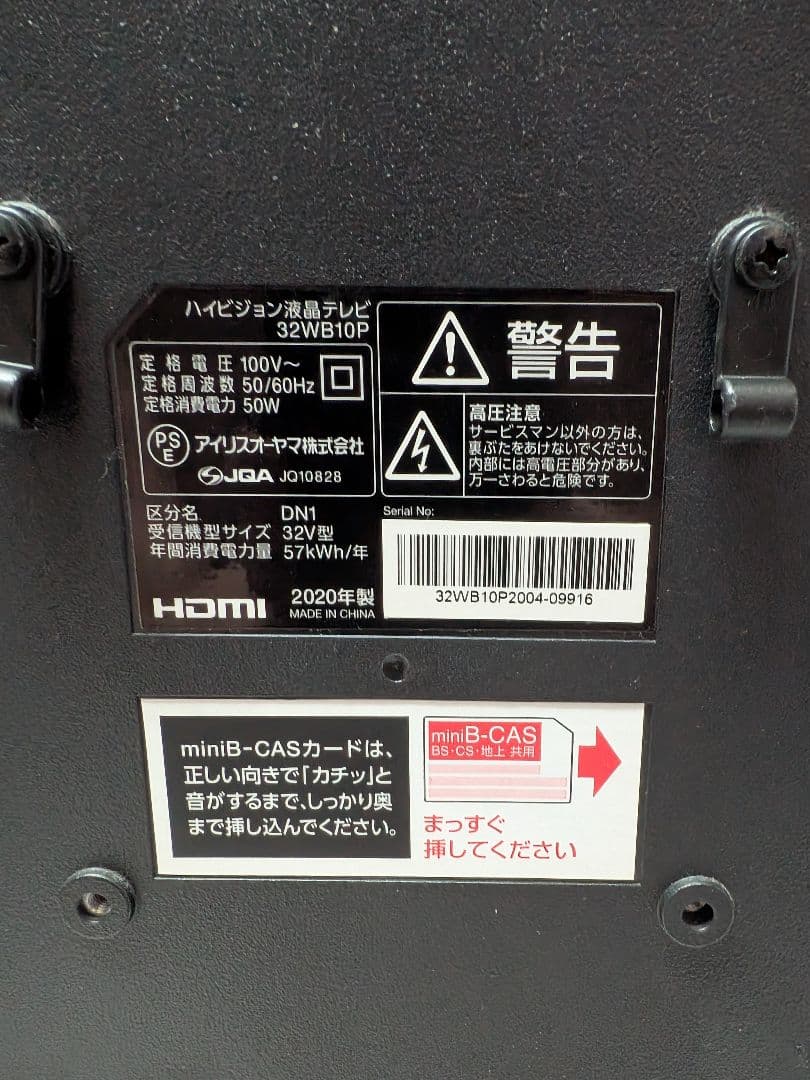 ハイビジョン液晶テレビ
32WB10P
定格電圧 100V～
定格周波数 50/60Hz
定格消費電力 50W
PS
E
アイリスオーヤマ株式会社
JQA JQ10828
区分名 DN1
受信機型サイズ 32V型
年間消費電力量 57kWh/年
HDMI
2020年製
MADE IN CHINA
警告
高圧注意
サービスマン以外の方は、
裏ぶたをあけないでください。
内部には高電圧部分があり、
万一さわると危険です。
Serial No:
32WB10P2004-09916
miniB-CASカードは、
正しい向きで「カチッ」と
音がするまで、しっかり奥
まで挿し込んでください。
miniB-CAS
BS・CS・地上 共用
まっすぐ
挿してください